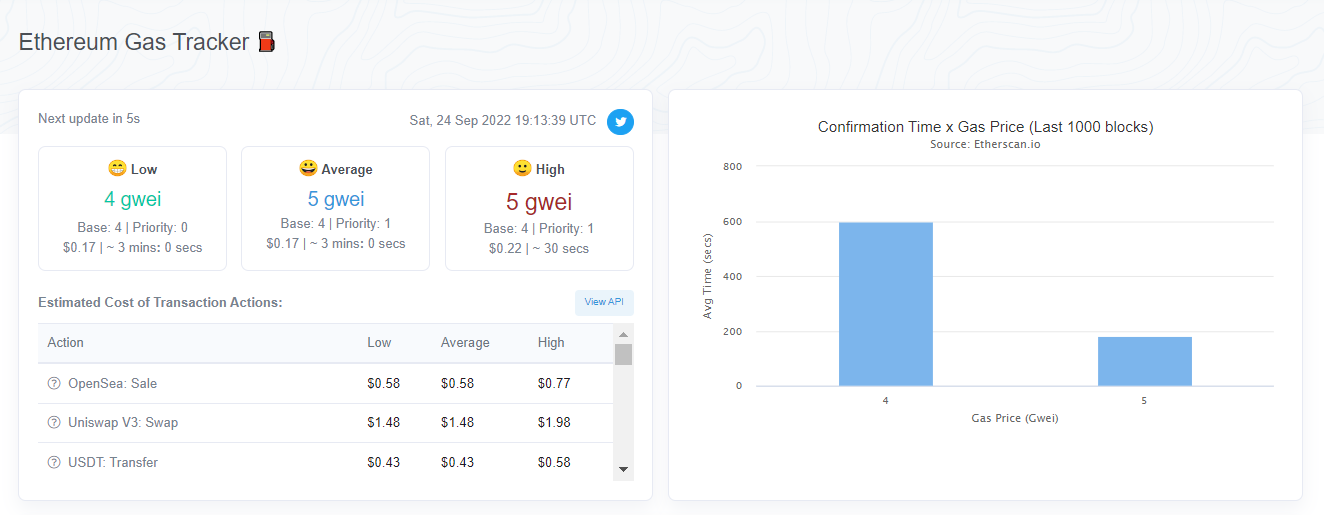 Ethereum Gas Tracker
Next update in 5s
Sat, 24 Sep 2022 19:13:39 UTC
Low
4 gwei
Base: 4 | Priority: 0
$0.17 | ~ 3 mins: 0 secs
Average
5 gwei
Base: 4 | Priority: 1
$0.17 | ~ 3 mins: 0 secs
High
5 gwei
Base: 4 | Priority: 1
$0.22 | ~ 30 secs
Estimated Cost of Transaction Actions:
View API
Action Low Average High
OpenSea: Sale $0.58 $0.58 $0.77
Uniswap V3: Swap $1.48 $1.48 $1.98
USDT: Transfer $0.43 $0.43 $0.58
Confirmation Time x Gas Price (Last 1000 blocks)
Source: Etherscan.io
Avg Time (secs)
800
600
400
200
0
4 5
Gas Price (Gwei)